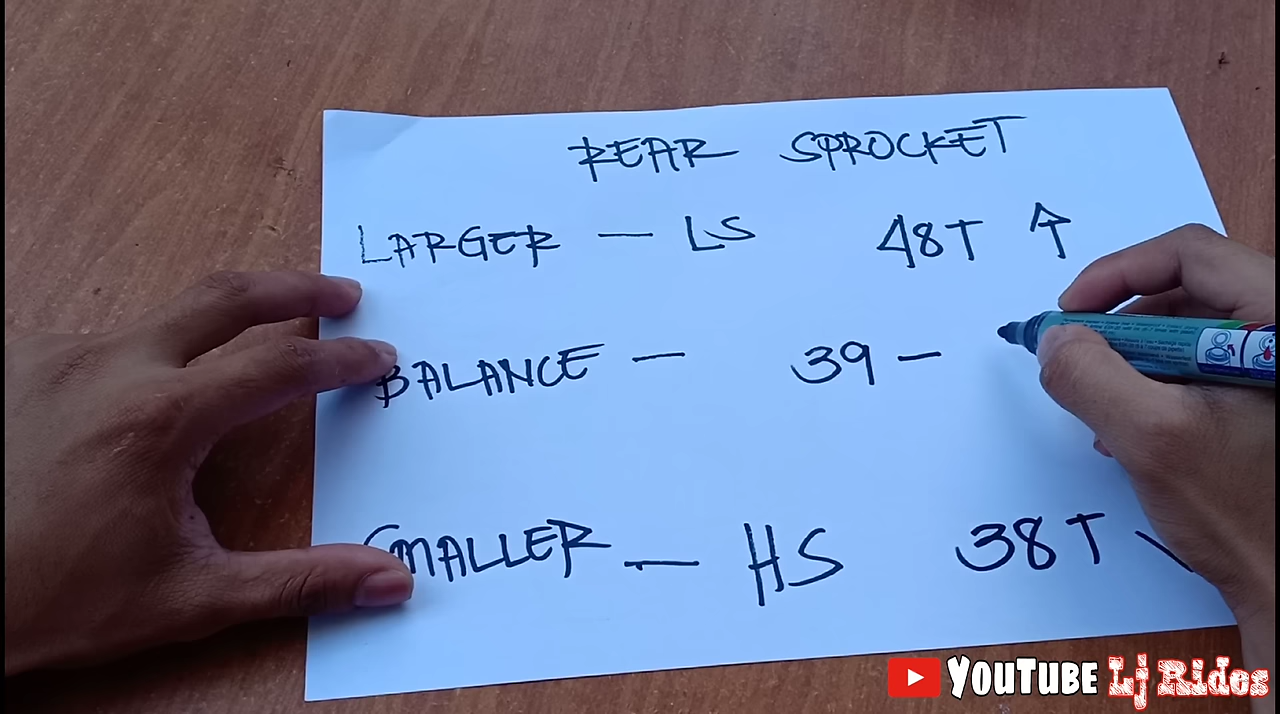 REAR SPROCKET
LARGER — LS 48T ↑
BALANCE — 39 —
SMALLER — HS 38T
YouTube Lj Rides